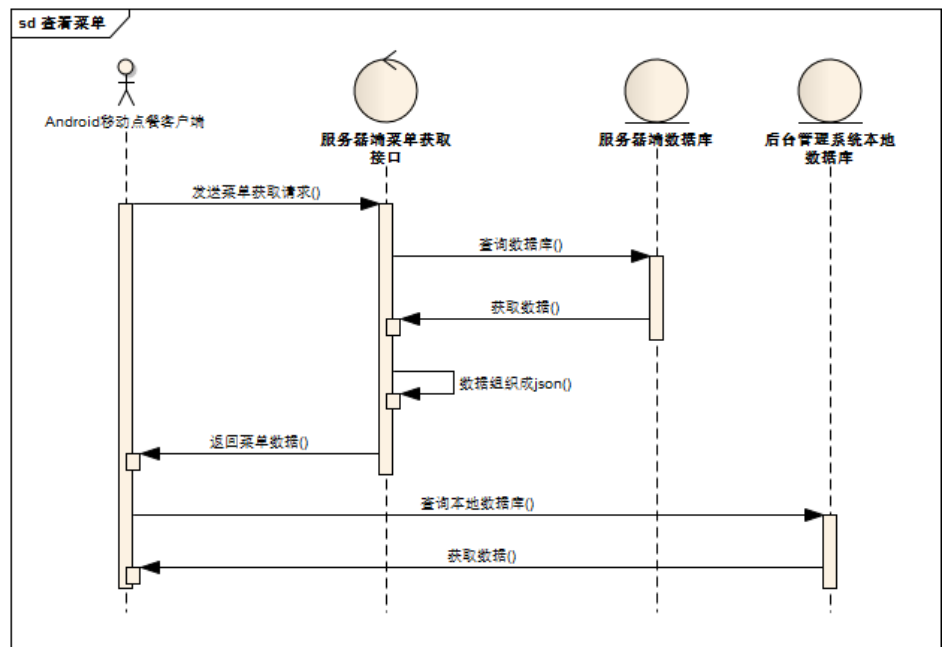 sd 查看菜单
Android移动点餐客户端
服务器端菜单获取
接口
服务器端数据库
后台管理系统本地
数据库
发送菜单获取请求()
查询数据库()
获取数据()
数据组织成json()
返回菜单数据()
查询本地数据库()
获取数据()